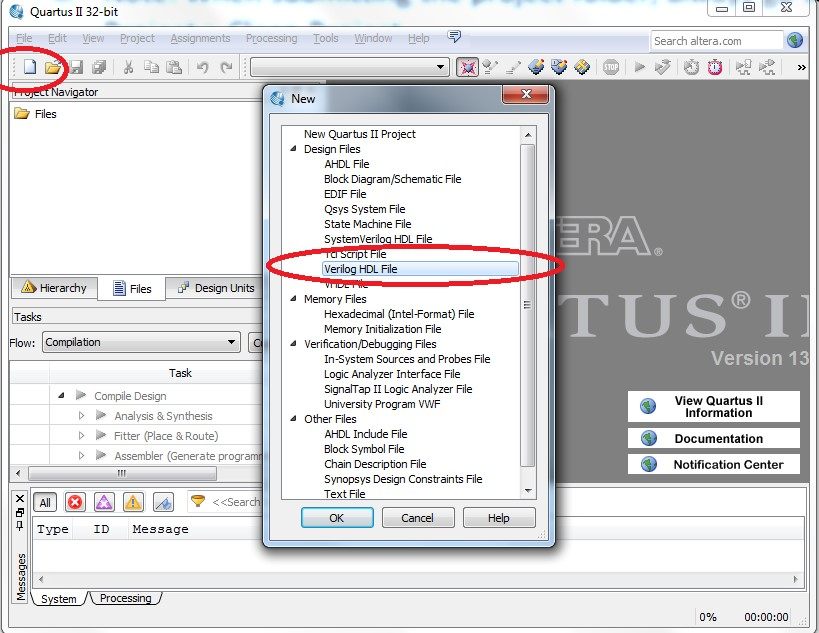 Quartus II 32-bit
File Edit View Project Assignments Processing Tools Window Help
Search altera.com
Project Navigator
Files
Hierarchy Files Design Units
Tasks
Flow: Compilation
Task
Compile Design
Analysis & Synthesis
Fitter (Place & Route)
Assembler (Generate programm
New
New Quartus II Project
Design Files
AHDL File
Block Diagram/Schematic File
EDIF File
Qsys System File
State Machine File
SystemVerilog HDL File
Tcl Script File
Verilog HDL File
VHDL File
Memory Files
Hexadecimal (Intel-Format) File
Memory Initialization File
Verification/Debugging Files
In-System Sources and Probes File
Logic Analyzer Interface File
SignalTap II Logic Analyzer File
University Program VWF
Other Files
AHDL Include File
Block Symbol File
Chain Description File
Synopsys Design Constraints File
Text File
OK Cancel Help
ERA®
TUS® II
Version 13
View Quartus II
Information
Documentation
Notification Center
All <<Search
Type ID Message
Messages
System Processing
0% 00:00:00